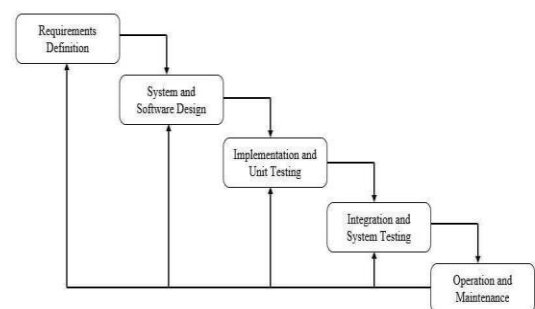 Requirements
Definition
System and
Software Design
Implementation and
Unit Testing
Integration and
System Testing
Operation and
Maintenance